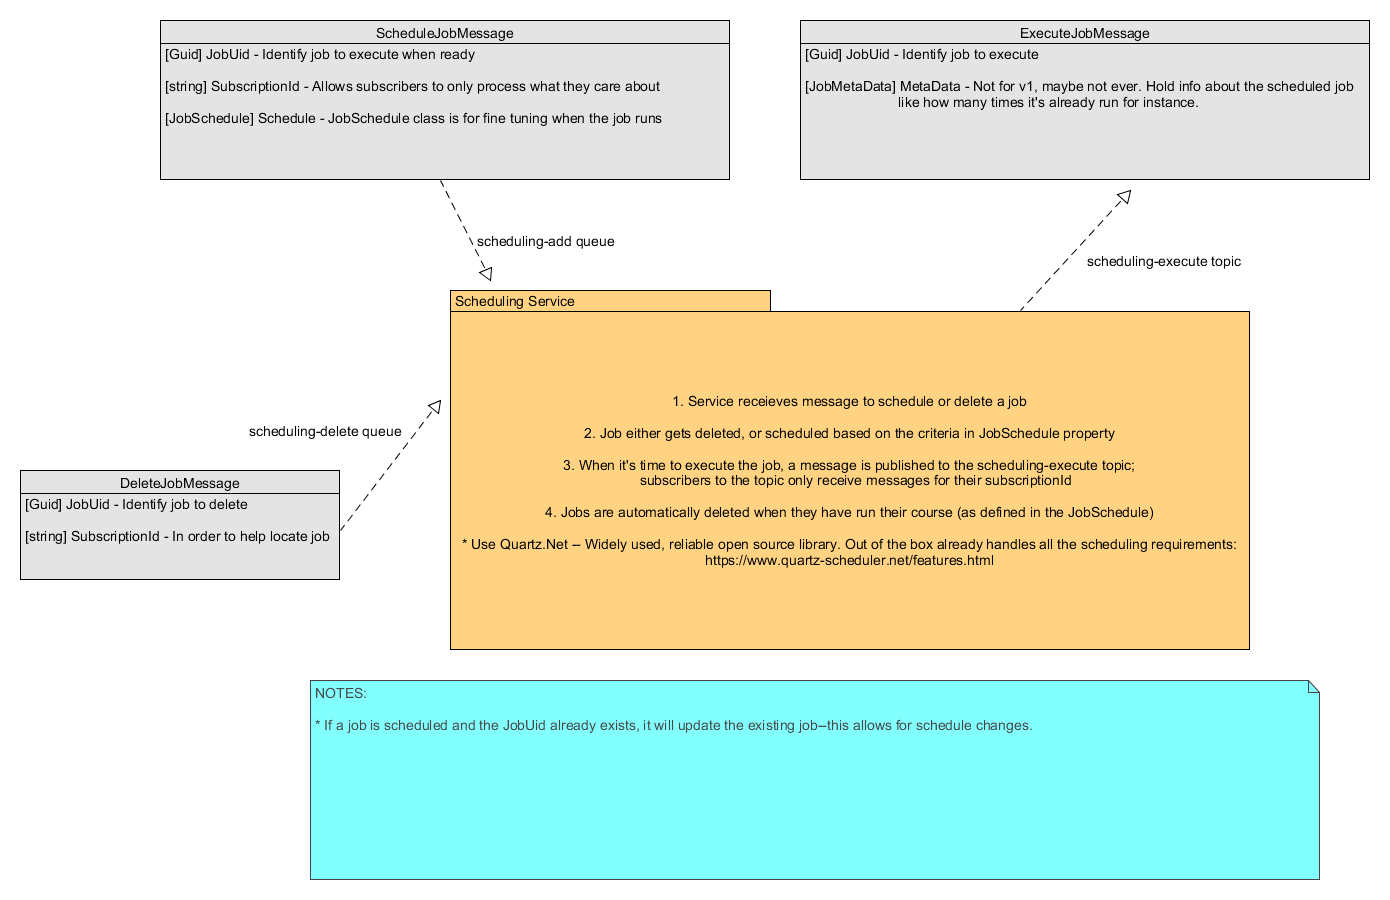 ScheduleJobMessage
[Guid] JobUid - Identify job to execute when ready
[string] SubscriptionId - Allows subscribers to only process what they care about
[JobSchedule] Schedule - JobSchedule class is for fine tuning when the job runs
ExecuteJobMessage
[Guid] JobUid - Identify job to execute
[JobMetaData] MetaData - Not for v1, maybe not ever. Hold info about the scheduled job
like how many times it's already run for instance.
scheduling-add queue
scheduling-execute topic
Scheduling Service
1. Service receieves message to schedule or delete a job
2. Job either gets deleted, or scheduled based on the criteria in JobSchedule property
3. When it's time to execute the job, a message is published to the scheduling-execute topic;
subscribers to the topic only receive messages for their subscriptionId
4. Jobs are automatically deleted when they have run their course (as defined in the JobSchedule)
* Use Quartz.Net -- Widely used, reliable open source library. Out of the box already handles all the scheduling requirements:
https://www.quartz-scheduler.net/features.html
scheduling-delete queue
DeleteJobMessage
[Guid] JobUid - Identify job to delete
[string] SubscriptionId - In order to help locate job
NOTES:
* If a job is scheduled and the JobUid already exists, it will update the existing job--this allows for schedule changes.